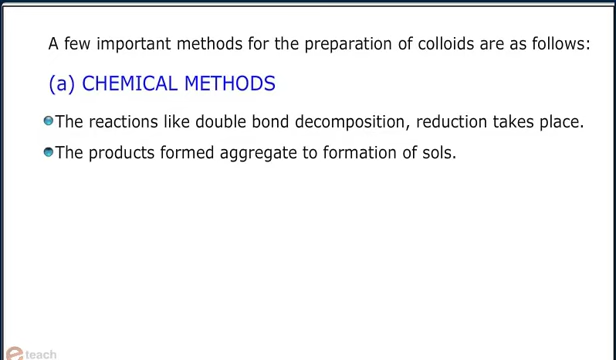 A few important methods for the preparation of colloids are as follows:
(a) CHEMICAL METHODS
The reactions like double bond decomposition, reduction takes place.
The products formed aggregate to formation of sols.
e teach